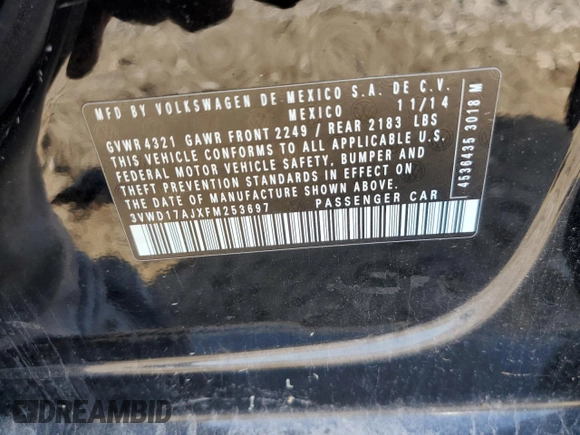 MFD BY VOLKSWAGEN DE MEXICO S.A. DE C.V.
MEXICO 11/14
GVWR 4321 GAWR FRONT 2249 / REAR 2183 LBS
THIS VEHICLE CONFORMS TO ALL APPLICABLE U.S.
FEDERAL MOTOR VEHICLE SAFETY, BUMPER AND
THEFT PREVENTION STANDARDS IN EFFECT ON
THE DATE OF MANUFACTURE SHOWN ABOVE.
3VWD17AJXFM253697 PASSENGER CAR
4536435 3018 M
DREAMBID